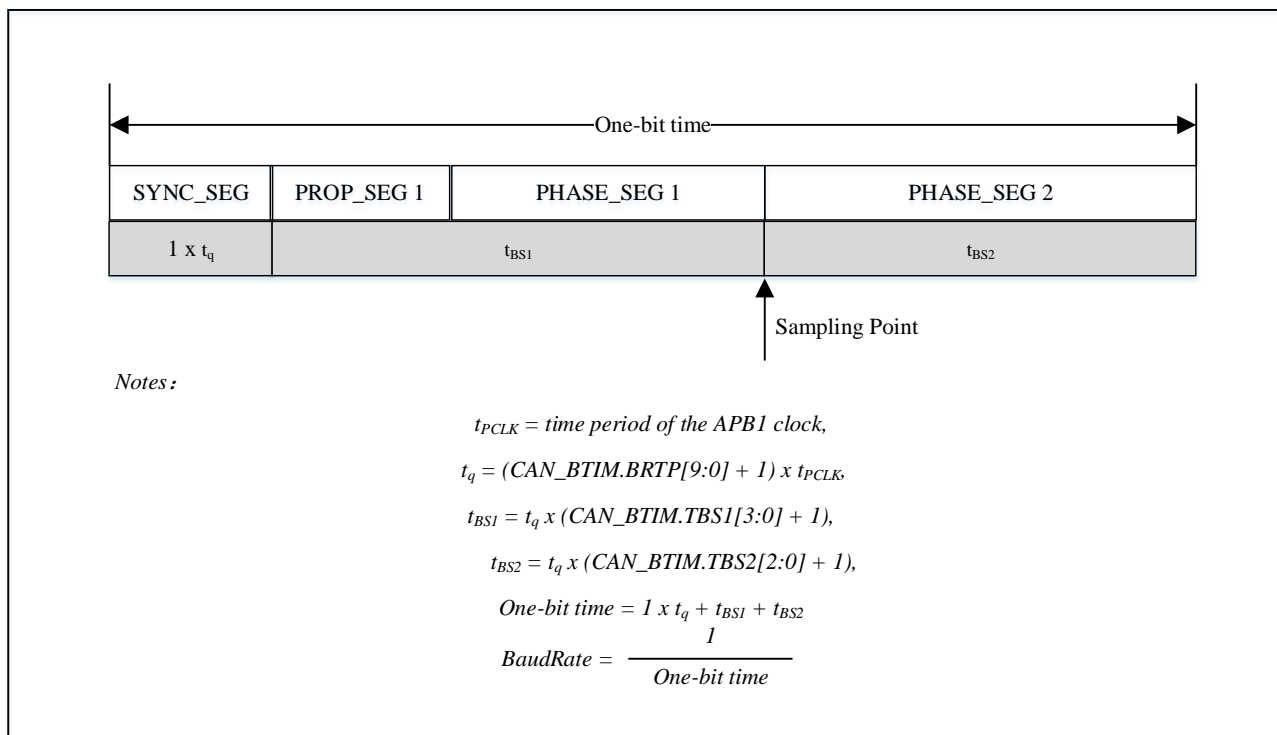 One-bit time
SYNC_SEG PROP_SEG 1 PHASE_SEG 1 PHASE_SEG 2
1 x tq tBS1 tBS2
Sampling Point
Notes：
tPCLK = time period of the APB1 clock,
tq = (CAN_BTIM.BRTP[9:0] + 1) x tPCLK,
tBS1 = tq x (CAN_BTIM.TBS1[3:0] + 1),
tBS2 = tq x (CAN_BTIM.TBS2[2:0] + 1),
One-bit time = 1 x tq + tBS1 + tBS2
1
BaudRate =
One-bit time